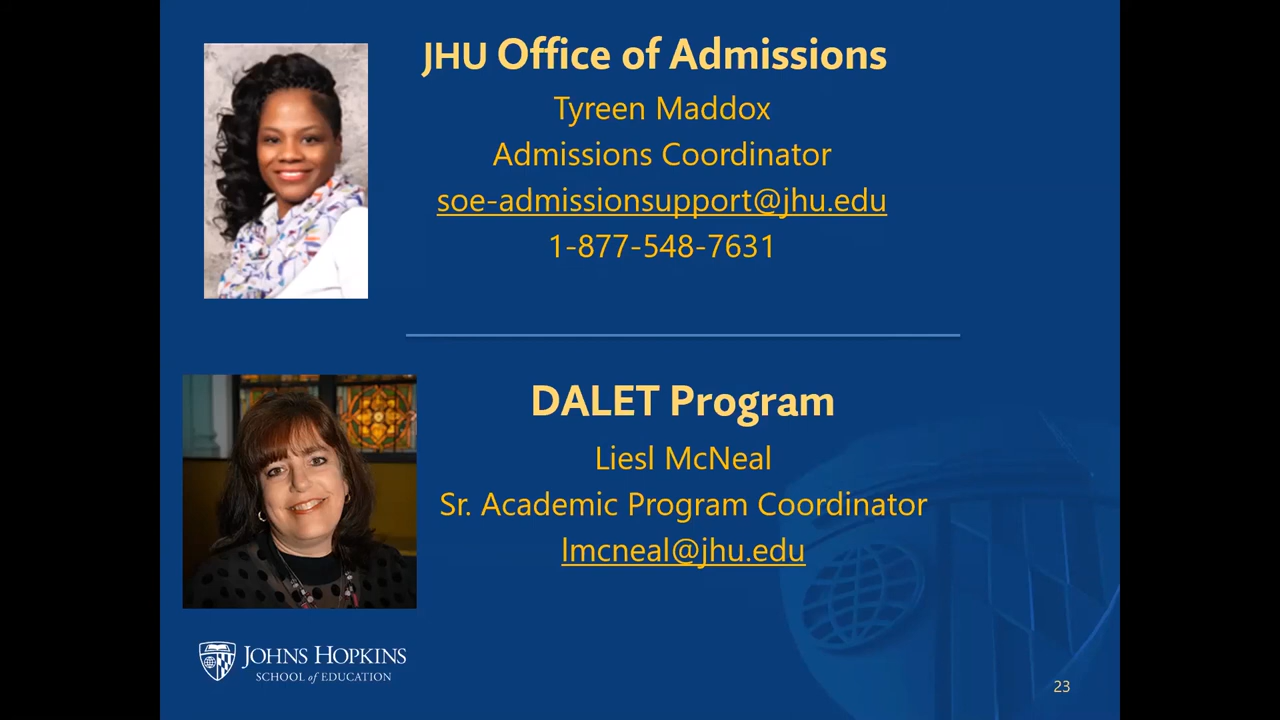 JHU Office of Admissions
Tyreen Maddox
Admissions Coordinator
soe-admissionsupport@jhu.edu
1-877-548-7631
DALET Program
Liesl McNeal
Sr. Academic Program Coordinator
lmcneal@jhu.edu
JOHNS HOPKINS
SCHOOL of EDUCATION
23